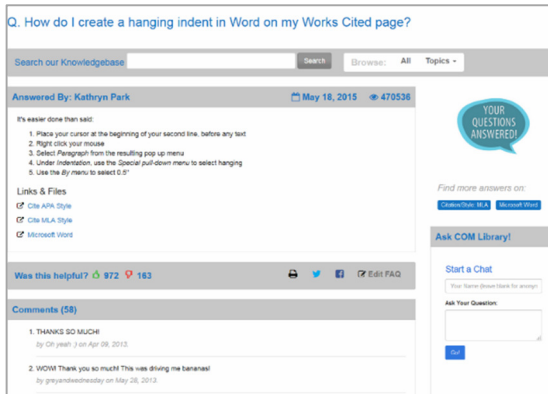 Q. How do I create a hanging indent in Word on my Works Cited page?
Search our Knowledgebase
Search
Browse:
All
Topics
Answered By: Kathryn Park
May 18, 2015
470536
It's easier done than said:
1. Place your cursor at the beginning of your second line, before any text
2. Right click your mouse
3. Select Paragraph from the resulting pop up menu
4. Under Indentation, use the Special pull-down menu to select hanging
5. Use the By menu to select 0.5"
Links & Files
Cite APA Style
Cite MLA Style
Microsoft Word
Was this helpful? 972 163
Edit FAQ
Comments (58)
1. THANKS SO MUCH!
by Oh yeah :) on Apr 09, 2013.
2. WOW! Thank you so much! This was driving me bananas!
by greyandwednesday on May 28, 2013.
YOUR
QUESTIONS
ANSWERED!
Find more answers on:
Citation/Style: MLA
Microsoft Word
Ask COM Library!
Start a Chat
Your Name (leave blank for anonym
Ask Your Question:
Go!